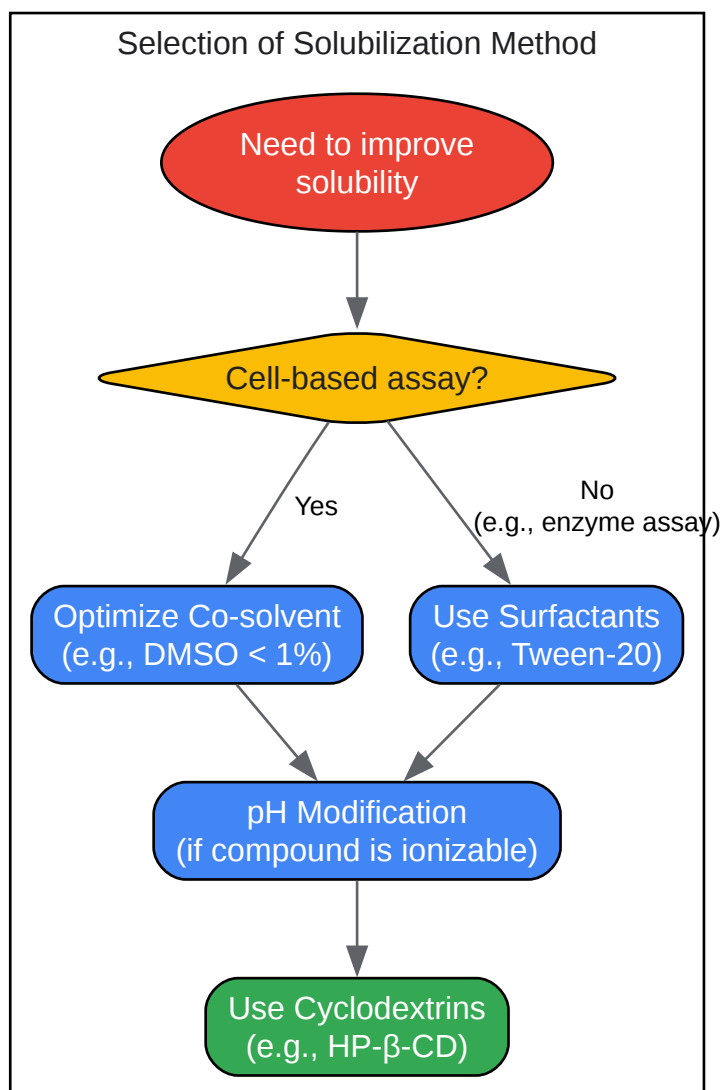 Selection of Solubilization Method
Need to improve
solubility
Cell-based assay?
Yes
No
(e.g., enzyme assay)
Optimize Co-solvent
(e.g., DMSO < 1%)
Use Surfactants
(e.g., Tween-20)
pH Modification
(if compound is ionizable)
Use Cyclodextrins
(e.g., HP-β-CD)